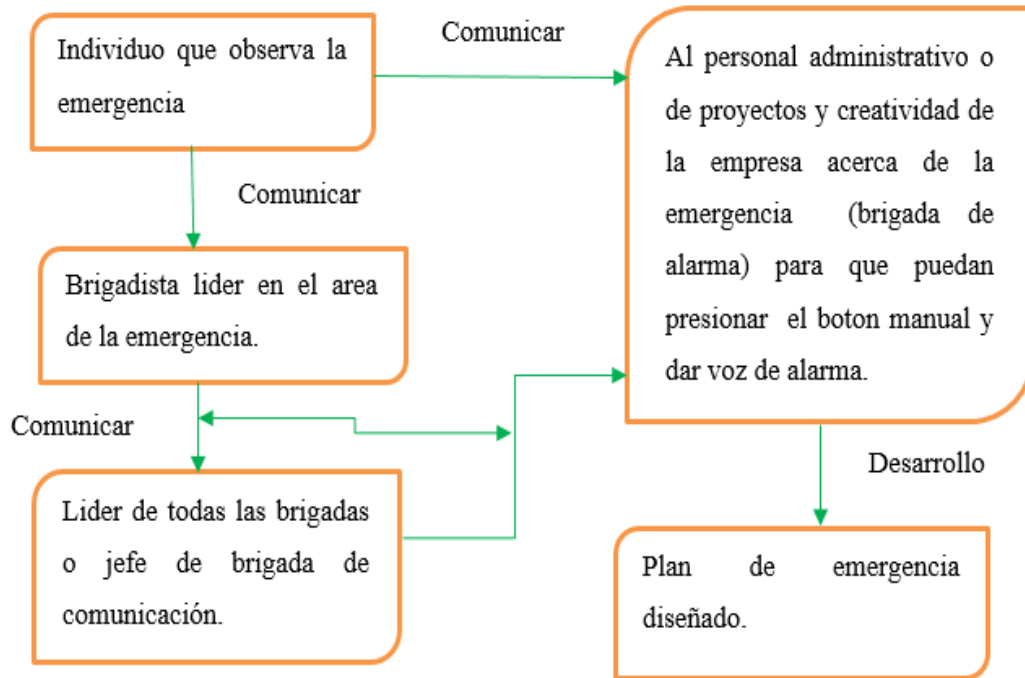 Individuo que observa la
emergencia
Comunicar
Al personal administrativo o
de proyectos y creatividad de
la empresa acerca de la
emergencia (brigada de
alarma) para que puedan
presionar el boton manual y
dar voz de alarma.
Comunicar
Brigadista lider en el area
de la emergencia.
Comunicar
Lider de todas las brigadas
o jefe de brigada de
comunicación.
Desarrollo
Plan de emergencia
diseñado.